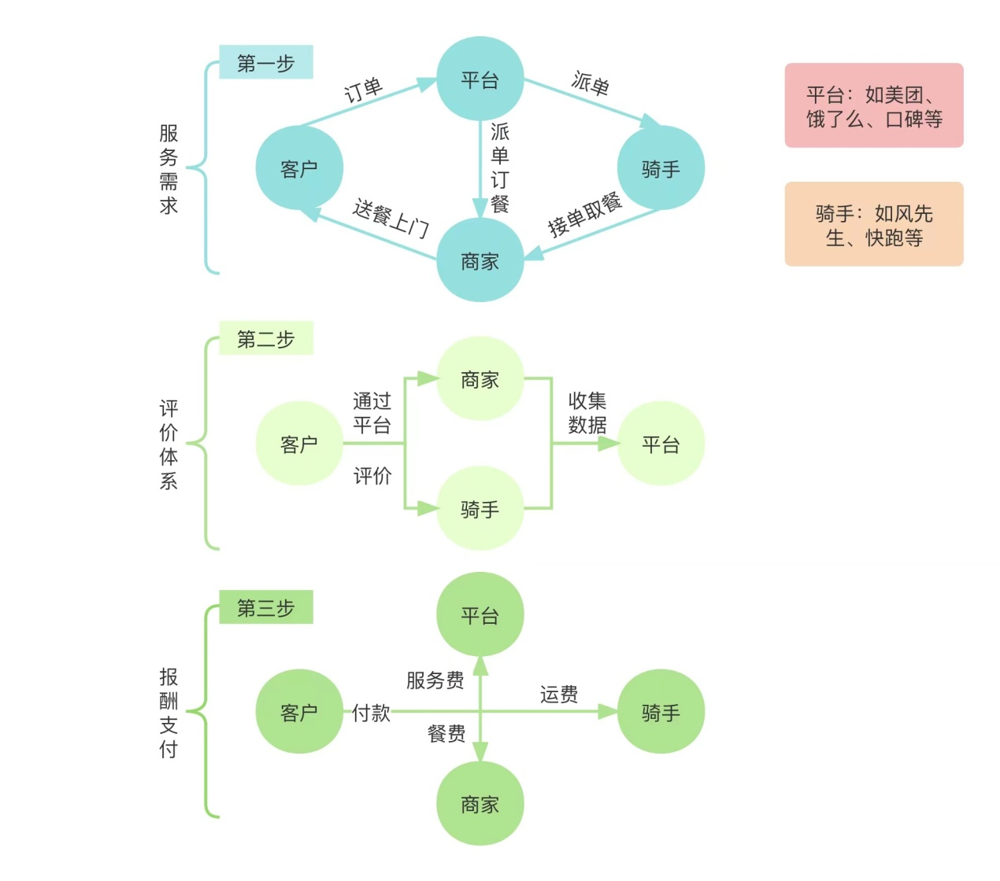 第一步
服务需求
订单
平台
派单
客户
派单订餐
骑手
送餐上门
接单取餐
商家
平台：如美团、
饿了么、口碑等
骑手：如风先
生、快跑等
第二步
评价体系
客户
通过
平台
评价
商家
骑手
收集
数据
平台
第三步
报酬支付
平台
服务费
运费
客户
付款
骑手
餐费
商家